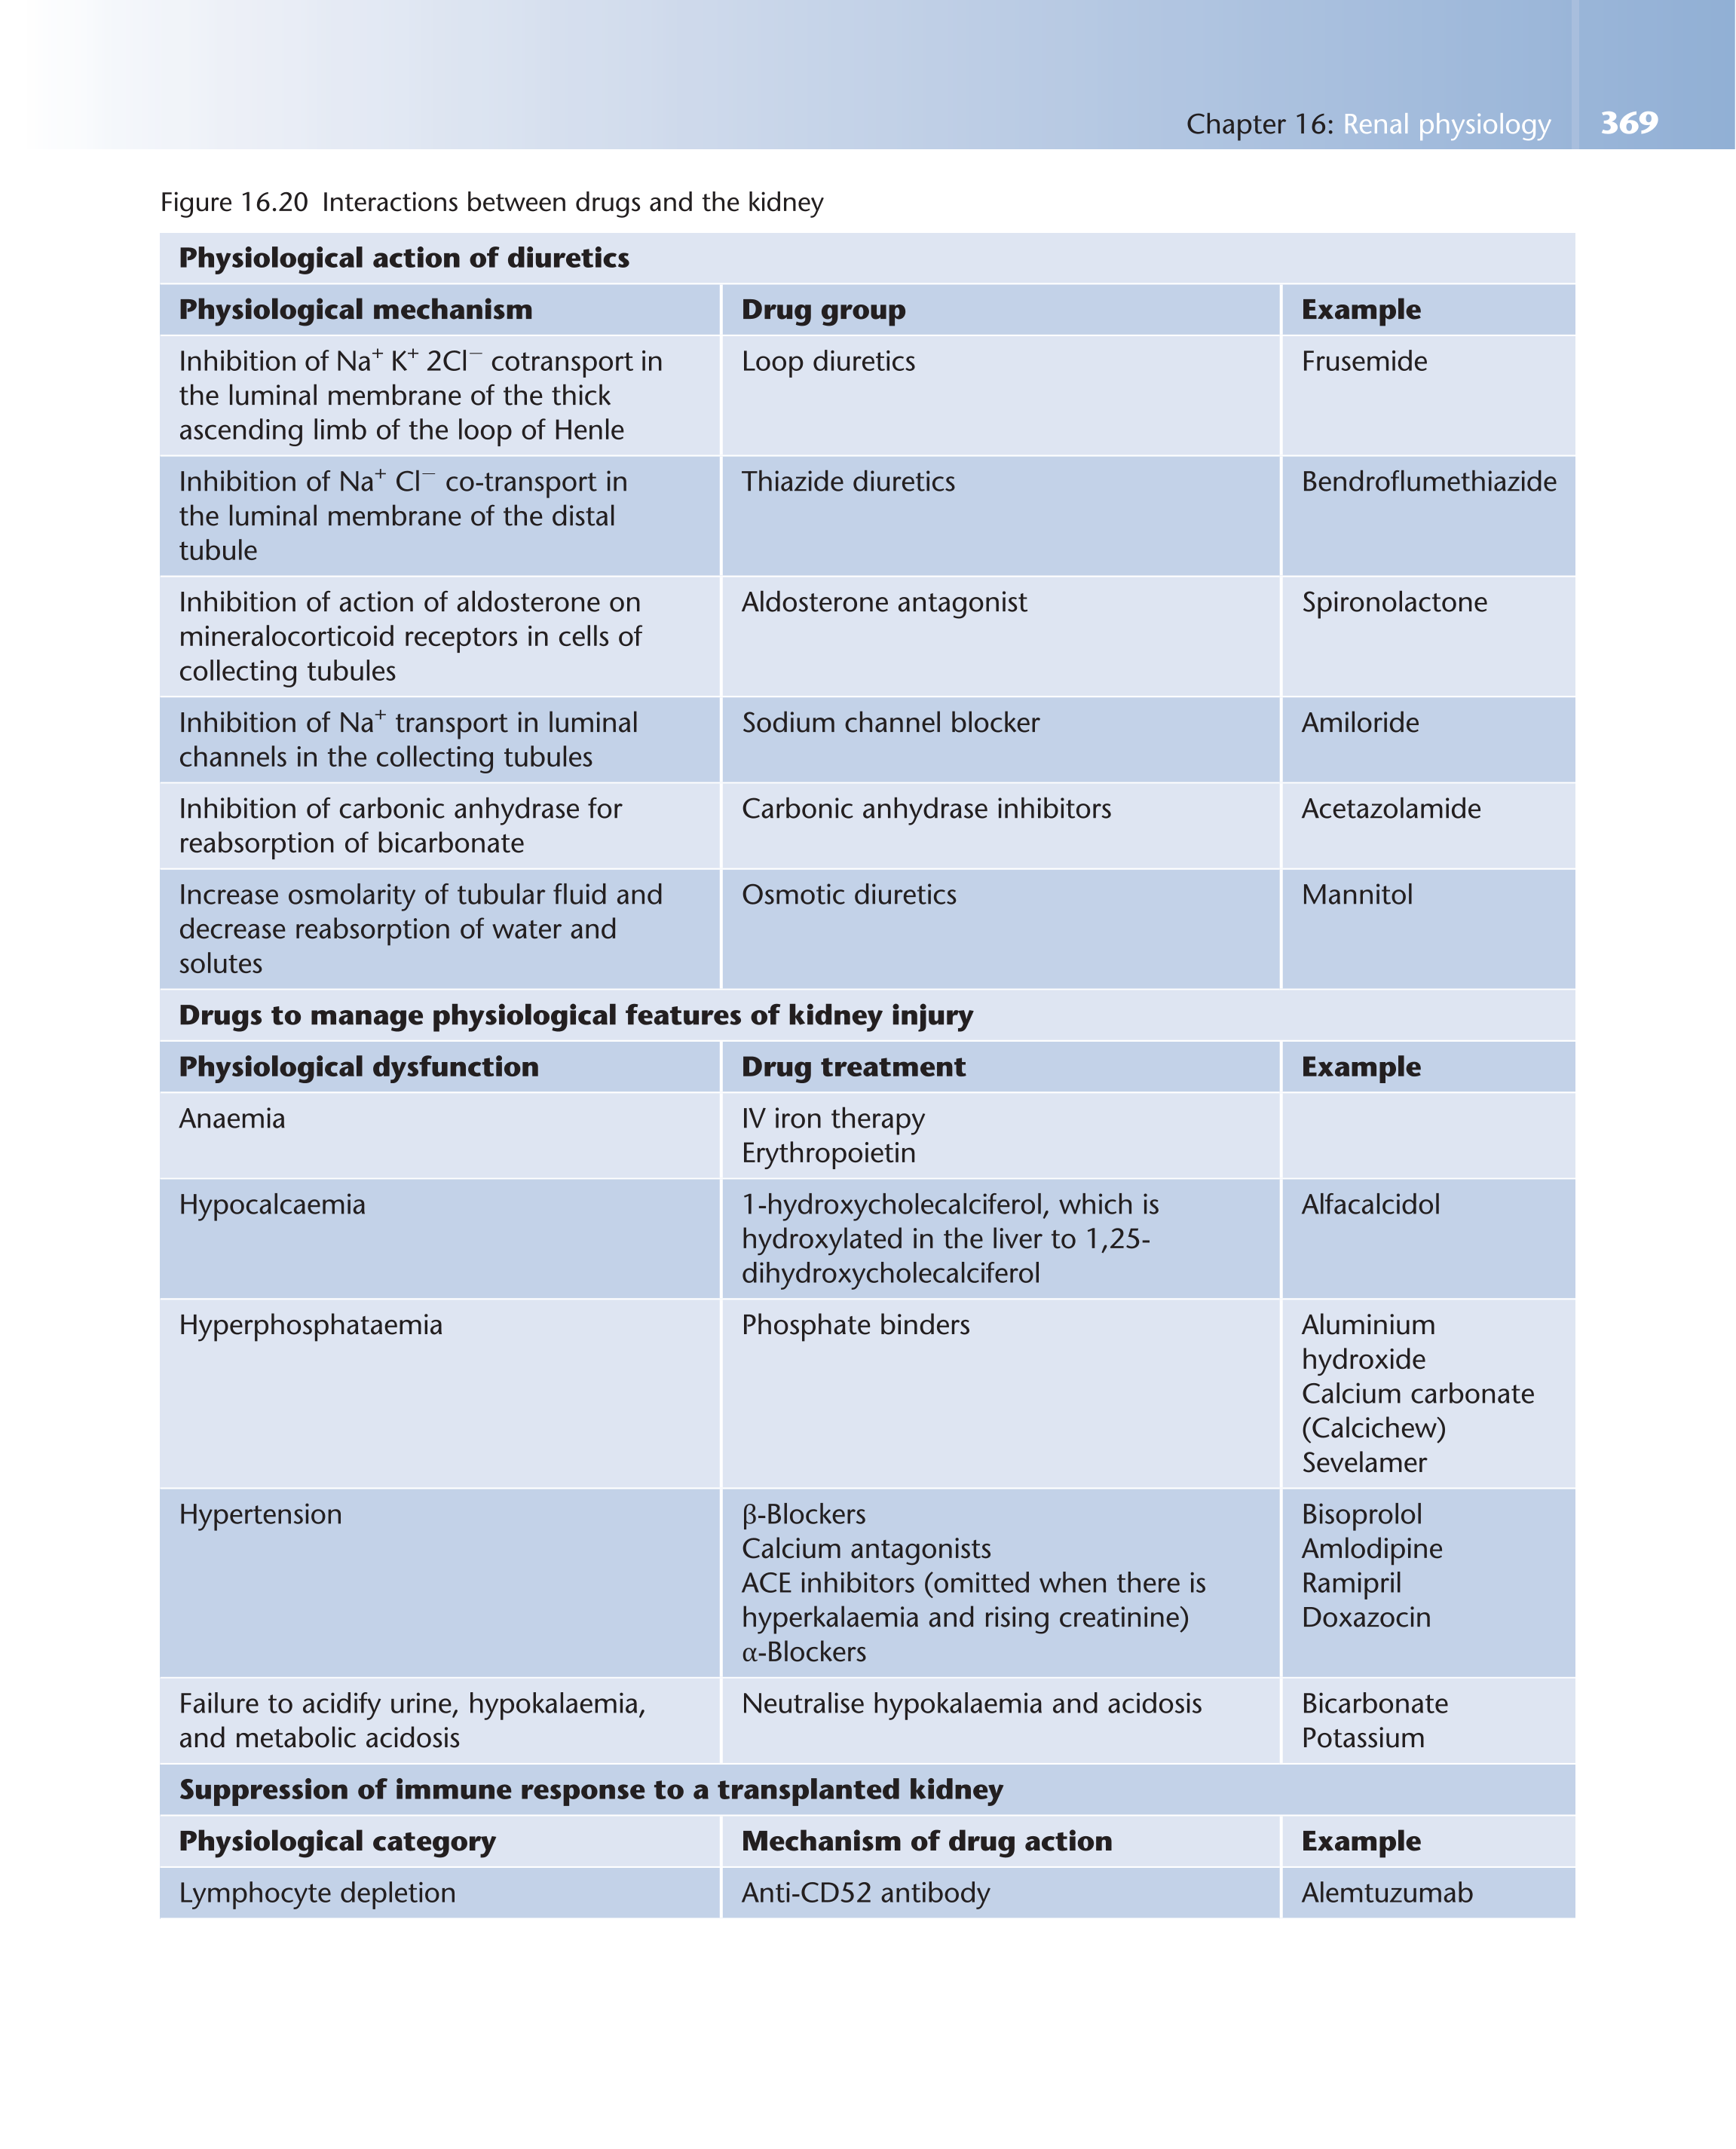 Chapter 16: Renal physiology 369
Figure 16.20 Interactions between drugs and the kidney
Physiological action of diuretics
Physiological mechanism Drug group Example
Inhibition of Na⁺ K⁺ 2Cl⁻ cotransport in
the luminal membrane of the thick
ascending limb of the loop of Henle
Loop diuretics
Frusemide
Inhibition of Na⁺ Cl⁻ co-transport in
the luminal membrane of the distal
tubule
Thiazide diuretics
Bendroflumethiazide
Inhibition of action of aldosterone on
mineralocorticoid receptors in cells of
collecting tubules
Aldosterone antagonist
Spironolactone
Inhibition of Na⁺ transport in luminal
channels in the collecting tubules
Sodium channel blocker
Amiloride
Inhibition of carbonic anhydrase for
reabsorption of bicarbonate
Carbonic anhydrase inhibitors
Acetazolamide
Increase osmolarity of tubular fluid and
decrease reabsorption of water and
solutes
Osmotic diuretics
Mannitol
Drugs to manage physiological features of kidney injury
Physiological dysfunction Drug treatment Example
Anaemia
IV iron therapy
Erythropoietin
Hypocalcaemia
1-hydroxycholecalciferol, which is
hydroxylated in the liver to 1,25-
dihydroxycholecalciferol
Alfacalcidol
Hyperphosphataemia
Phosphate binders
Aluminium
hydroxide
Calcium carbonate
(Calcichew)
Sevelamer
Hypertension
β-Blockers
Calcium antagonists
ACE inhibitors (omitted when there is
hyperkalaemia and rising creatinine)
α-Blockers
Bisoprolol
Amlodipine
Ramipril
Doxazocin
Failure to acidify urine, hypokalaemia,
and metabolic acidosis
Neutralise hypokalaemia and acidosis
Bicarbonate
Potassium
Suppression of immune response to a transplanted kidney
Physiological category Mechanism of drug action Example
Lymphocyte depletion Anti-CD52 antibody Alemtuzumab